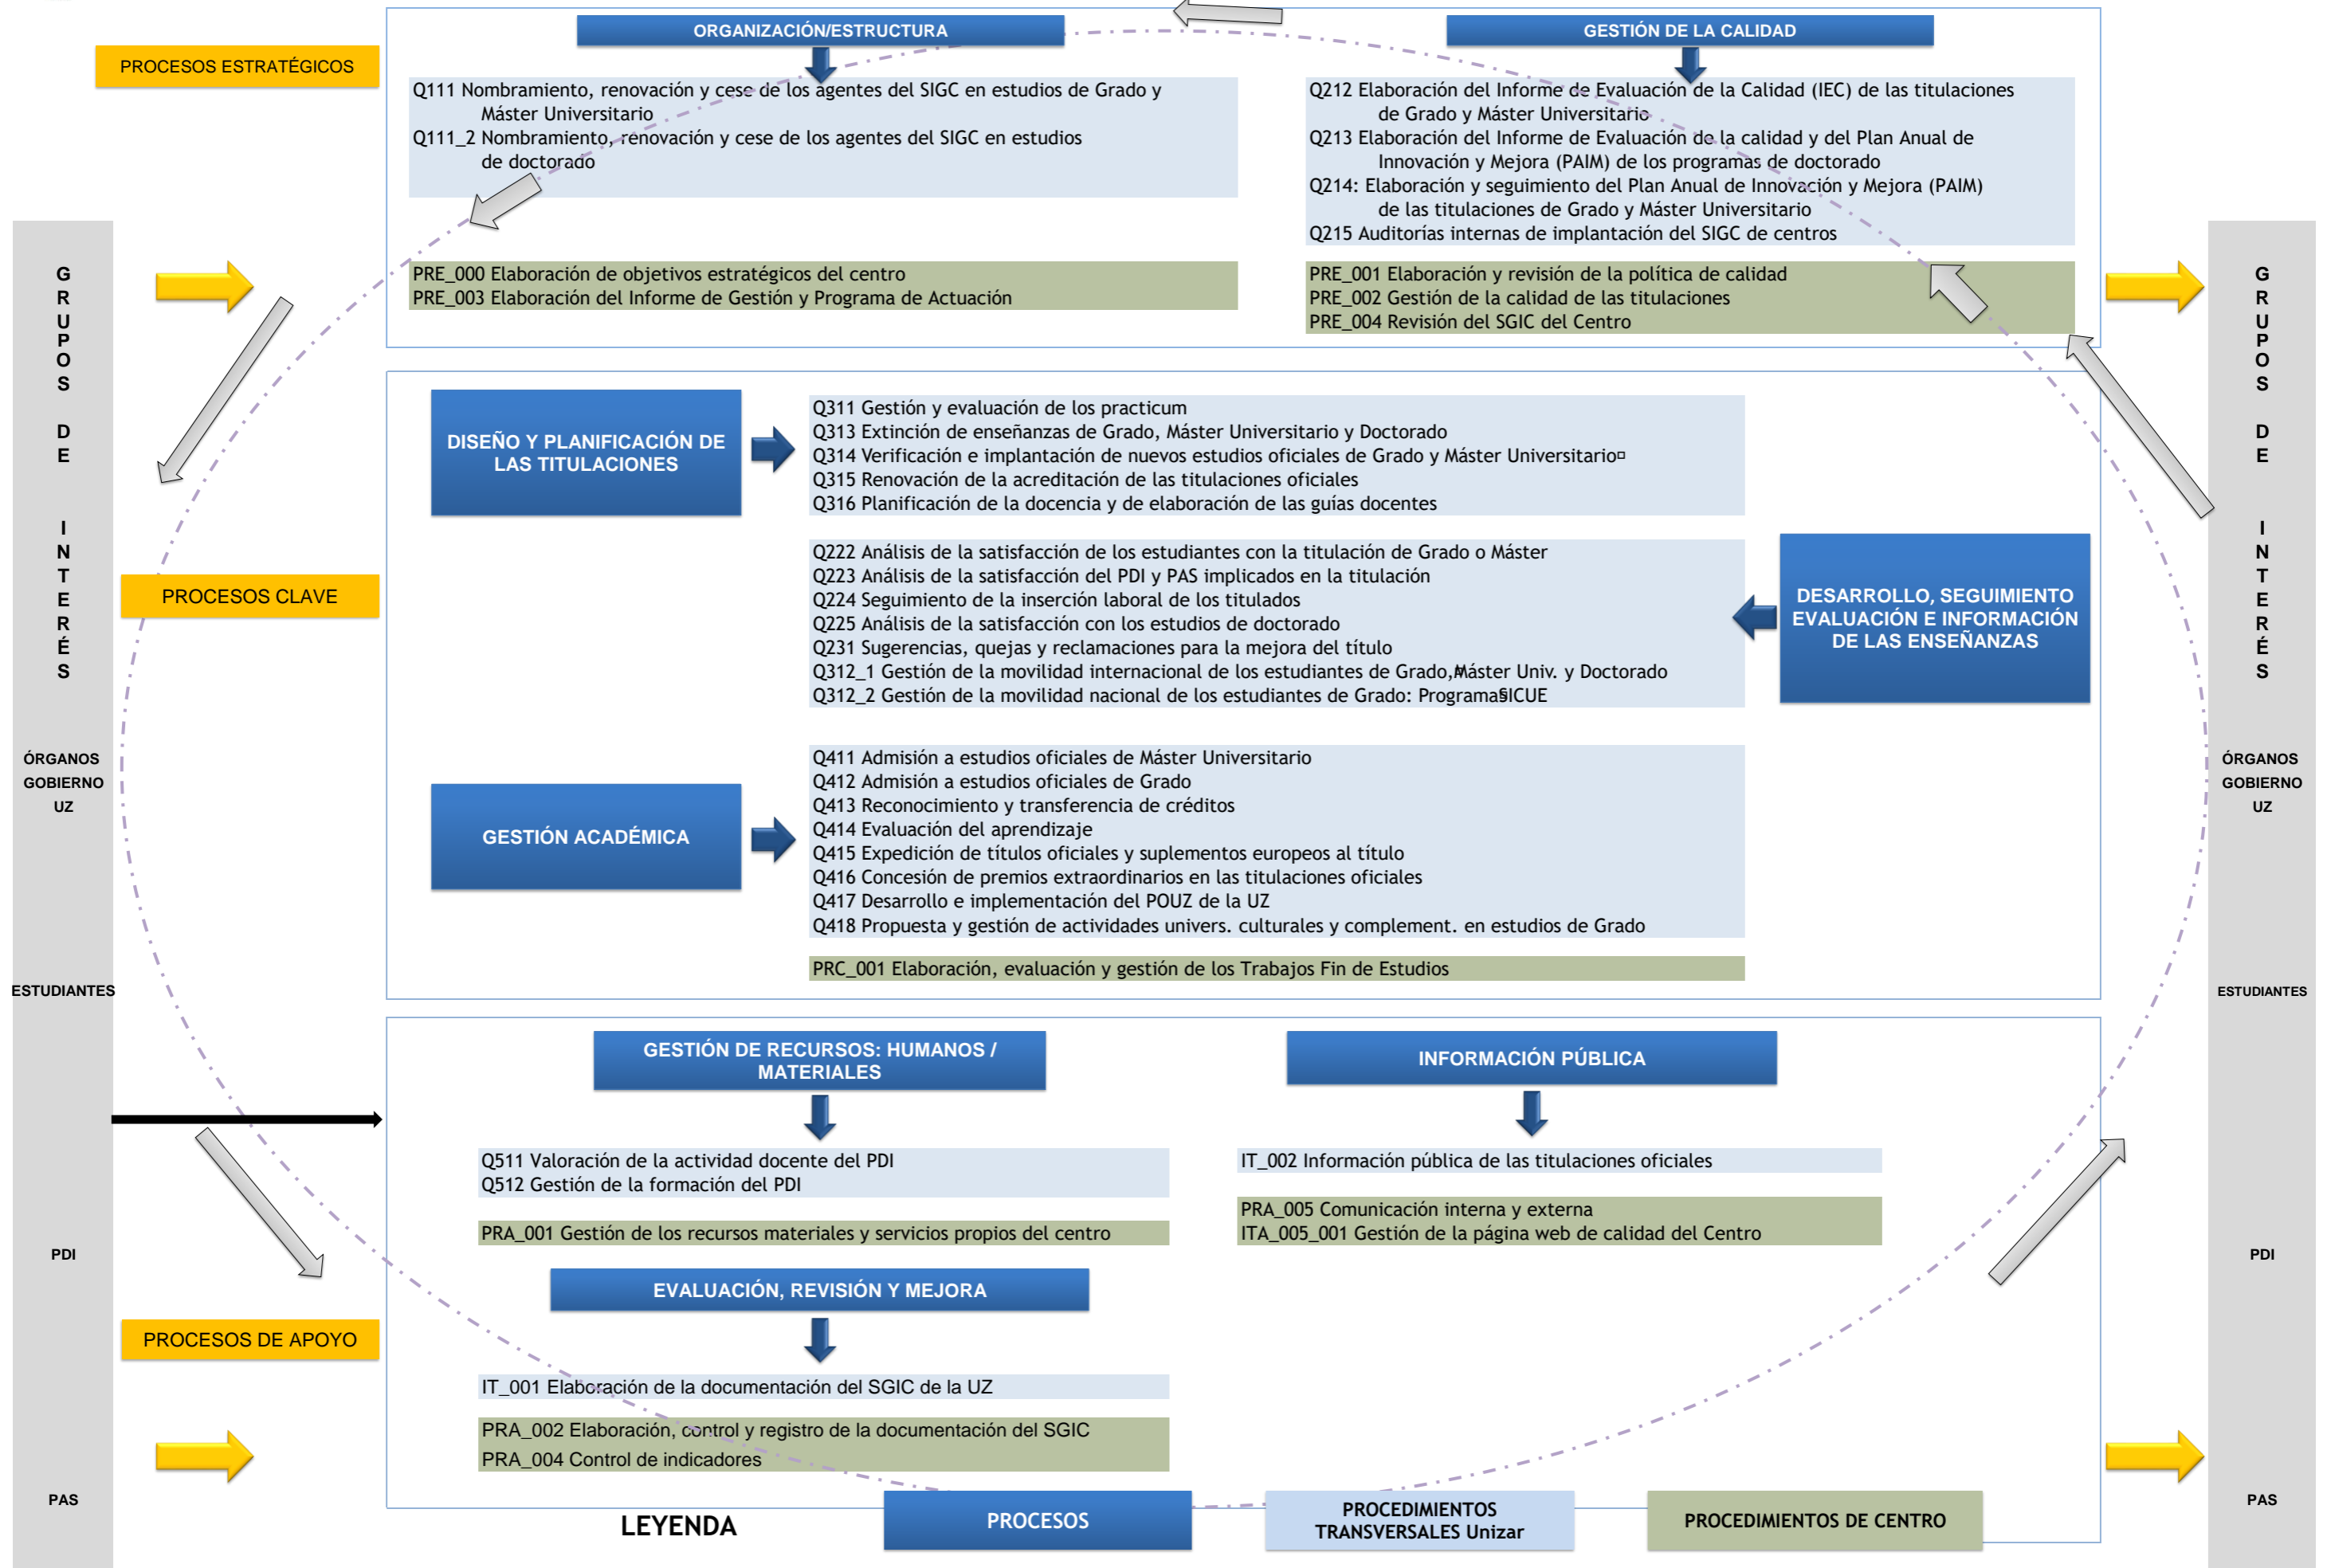 ORGANIZACIÓN/ESTRUCTURA
GESTIÓN DE LA CALIDAD
PROCESOS ESTRATÉGICOS
Q111 Nombramiento, renovación y cese de los agentes del SIGC en estudios de Grado y
Máster Universitario
Q111_2 Nombramiento, renovación y cese de los agentes del SIGC en estudios
de doctorado
Q212 Elaboración del Informe de Evaluación de la Calidad (IEC) de las titulaciones
de Grado y Máster Universitario
Q213 Elaboración del Informe de Evaluación de la calidad y del Plan Anual de
Innovación y Mejora (PAIM) de los programas de doctorado
Q214: Elaboración y seguimiento del Plan Anual de Innovación y Mejora (PAIM)
de las titulaciones de Grado y Máster Universitario
Q215 Auditorías internas de implantación del SIGC de centros
PRE_000 Elaboración de objetivos estratégicos del centro
PRE_003 Elaboración del Informe de Gestión y Programa de Actuación
PRE_001 Elaboración y revisión de la política de calidad
PRE_002 Gestión de la calidad de las titulaciones
PRE_004 Revisión del SGIC del Centro
GRUPOS DE INTERÉS
ÓRGANOS
GOBIERNO
UZ
ESTUDIANTES
PDI
PAS
PROCESOS CLAVE
DISEÑO Y PLANIFICACIÓN DE
LAS TITULACIONES
Q311 Gestión y evaluación de los practicum
Q313 Extinción de enseñanzas de Grado, Máster Universitario y Doctorado
Q314 Verificación e implantación de nuevos estudios oficiales de Grado y Máster Universitario
Q315 Renovación de la acreditación de las titulaciones oficiales
Q316 Planificación de la docencia y de elaboración de las guías docentes
Q222 Análisis de la satisfacción de los estudiantes con la titulación de Grado o Máster
Q223 Análisis de la satisfacción del PDI y PAS implicados en la titulación
Q224 Seguimiento de la inserción laboral de los titulados
Q225 Análisis de la satisfacción con los estudios de doctorado
Q231 Sugerencias, quejas y reclamaciones para la mejora del título
Q312_1 Gestión de la movilidad internacional de los estudiantes de Grado, Máster Univ. y Doctorado
Q312_2 Gestión de la movilidad nacional de los estudiantes de Grado: Programa SICUE
DESARROLLO, SEGUIMIENTO
EVALUACIÓN E INFORMACIÓN
DE LAS ENSEÑANZAS
GESTIÓN ACADÉMICA
Q411 Admisión a estudios oficiales de Máster Universitario
Q412 Admisión a estudios oficiales de Grado
Q413 Reconocimiento y transferencia de créditos
Q414 Evaluación del aprendizaje
Q415 Expedición de títulos oficiales y suplementos europeos al título
Q416 Concesión de premios extraordinarios en las titulaciones oficiales
Q417 Desarrollo e implementación del POUZ de la UZ
Q418 Propuesta y gestión de actividades univers. culturales y complement. en estudios de Grado
PRC_001 Elaboración, evaluación y gestión de los Trabajos Fin de Estudios
GESTIÓN DE RECURSOS: HUMANOS /
MATERIALES
INFORMACIÓN PÚBLICA
Q511 Valoración de la actividad docente del PDI
Q512 Gestión de la formación del PDI
PRA_001 Gestión de los recursos materiales y servicios propios del centro
IT_002 Información pública de las titulaciones oficiales
PRA_005 Comunicación interna y externa
ITA_005_001 Gestión de la página web de calidad del Centro
EVALUACIÓN, REVISIÓN Y MEJORA
PROCESOS DE APOYO
IT_001 Elaboración de la documentación del SGIC de la UZ
PRA_002 Elaboración, control y registro de la documentación del SGIC
PRA_004 Control de indicadores
GRUPOS DE INTERÉS
ÓRGANOS
GOBIERNO
UZ
ESTUDIANTES
PDI
PAS
LEYENDA
PROCESOS
PROCEDIMIENTOS
TRANSVERSALES Unizar
PROCEDIMIENTOS DE CENTRO